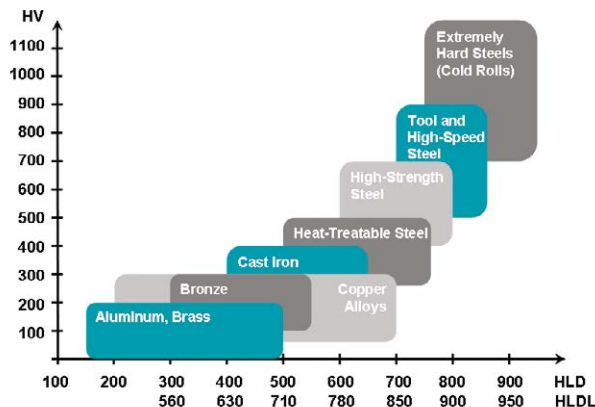 HV
1100
1000
900
800
700
600
500
400
300
200
100
Extremely
Hard Steels
(Cold Rolls)
Tool and
High-Speed
Steel
High-Strength
Steel
Heat-Treatable Steel
Cast Iron
Bronze
Copper
Alloys
Aluminum, Brass
100 200 300 400 500 600 700 800 900 HLD
560 630 710 780 850 900 950 HLDL